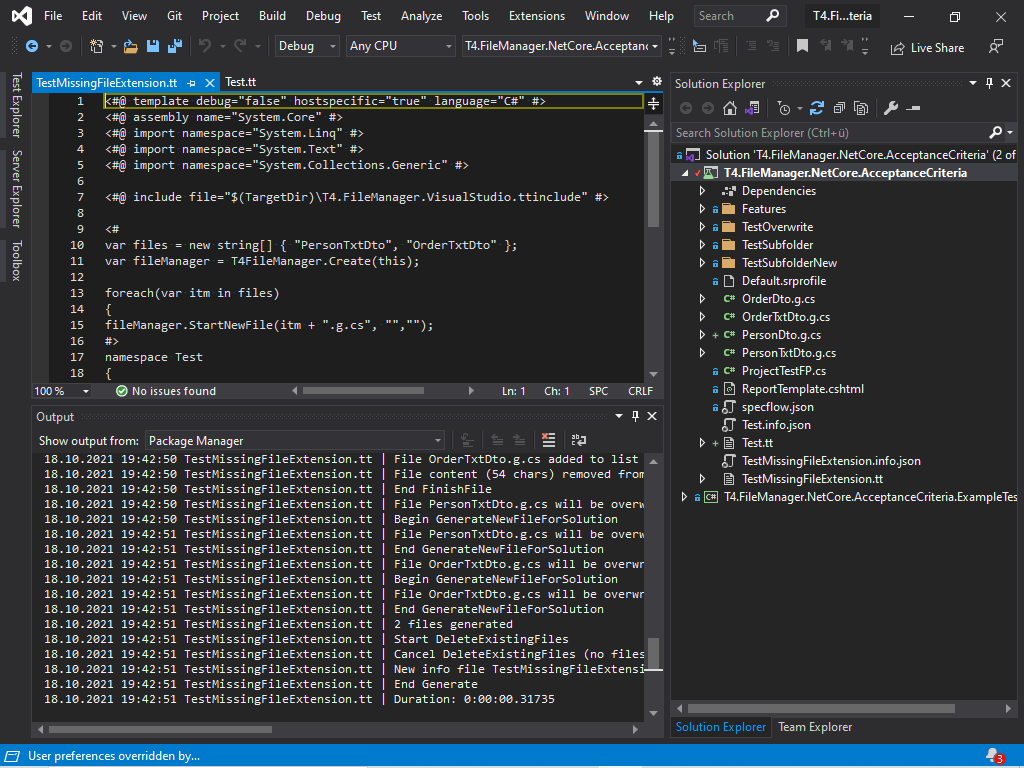 File Edit View Git Project Build Debug Test Analyze Tools Extensions Window Help Search T4.Fi...teria
Debug Any CPU T4.FileManager.NetCore.Acceptanc Live Share
Test Explorer
Server Explorer
Toolbox
TestMissingFileExtension.tt Test.tt
1 <#@ template debug="false" hostspecific="true" language="C#" #>
2 <#@ assembly name="System.Core" #>
3 <#@ import namespace="System.Linq" #>
4 <#@ import namespace="System.Text" #>
5 <#@ import namespace="System.Collections.Generic" #>
6
7 <#@ include file="$(TargetDir)\T4.FileManager.VisualStudio.ttinclude" #>
8
9 <#
10 var files = new string[] { "PersonTxtDto", "OrderTxtDto" };
11 var fileManager = T4FileManager.Create(this);
12
13 foreach(var itm in files)
14 {
15 fileManager.StartNewFile(itm + ".g.cs", "","");
16 #>
17 namespace Test
18 {
100 % No issues found Ln: 1 Ch: 1 SPC CRLF
Output
Show output from: Package Manager
18.10.2021 19:42:50 TestMissingFileExtension.tt | File OrderTxtDto.g.cs added to list
18.10.2021 19:42:50 TestMissingFileExtension.tt | File content (54 chars) removed from
18.10.2021 19:42:50 TestMissingFileExtension.tt | End FinishFile
18.10.2021 19:42:50 TestMissingFileExtension.tt | File PersonTxtDto.g.cs will be overw
18.10.2021 19:42:50 TestMissingFileExtension.tt | Begin GenerateNewFileForSolution
18.10.2021 19:42:51 TestMissingFileExtension.tt | File PersonTxtDto.g.cs will be overw
18.10.2021 19:42:51 TestMissingFileExtension.tt | End GenerateNewFileForSolution
18.10.2021 19:42:51 TestMissingFileExtension.tt | File OrderTxtDto.g.cs will be overwr
18.10.2021 19:42:51 TestMissingFileExtension.tt | Begin GenerateNewFileForSolution
18.10.2021 19:42:51 TestMissingFileExtension.tt | File OrderTxtDto.g.cs will be overwr
18.10.2021 19:42:51 TestMissingFileExtension.tt | End GenerateNewFileForSolution
18.10.2021 19:42:51 TestMissingFileExtension.tt | 2 files generated
18.10.2021 19:42:51 TestMissingFileExtension.tt | Start DeleteExistingFiles
18.10.2021 19:42:51 TestMissingFileExtension.tt | Cancel DeleteExistingFiles (no files
18.10.2021 19:42:51 TestMissingFileExtension.tt | New info file TestMissingFileExtensi
18.10.2021 19:42:51 TestMissingFileExtension.tt | End Generate
18.10.2021 19:42:51 TestMissingFileExtension.tt | Duration: 0:00:00.31735
Solution Explorer
Search Solution Explorer (Ctrl+ü)
Solution 'T4.FileManager.NetCore.AcceptanceCriteria' (2 of
T4.FileManager.NetCore.AcceptanceCriteria
Dependencies
Features
TestOverwrite
TestSubfolder
TestSubfolderNew
Default.srprofile
C# OrderDto.g.cs
C# OrderTxtDto.g.cs
+ C# PersonDto.g.cs
C# PersonTxtDto.g.cs
C# ProjectTestFP.cs
ReportTemplate.cshtml
specflow.json
Test.info.json
+ Test.tt
TestMissingFileExtension.info.json
TestMissingFileExtension.tt
C# T4.FileManager.NetCore.AcceptanceCriteria.ExampleTes
Solution Explorer Team Explorer
User preferences overridden by... 3